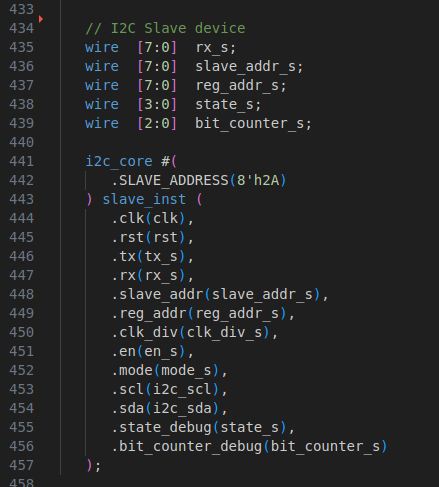 433
434 // I2C Slave device
435 wire [7:0] rx_s;
436 wire [7:0] slave_addr_s;
437 wire [7:0] reg_addr_s;
438 wire [3:0] state_s;
439 wire [2:0] bit_counter_s;
440
441 i2c_core #(
442 .SLAVE_ADDRESS(8'h2A)
443 ) slave_inst (
444 .clk(clk),
445 .rst(rst),
446 .tx(tx_s),
447 .rx(rx_s),
448 .slave_addr(slave_addr_s),
449 .reg_addr(reg_addr_s),
450 .clk_div(clk_div_s),
451 .en(en_s),
452 .mode(mode_s),
453 .scl(i2c_scl),
454 .sda(i2c_sda),
455 .state_debug(state_s),
456 .bit_counter_debug(bit_counter_s)
457 );
458